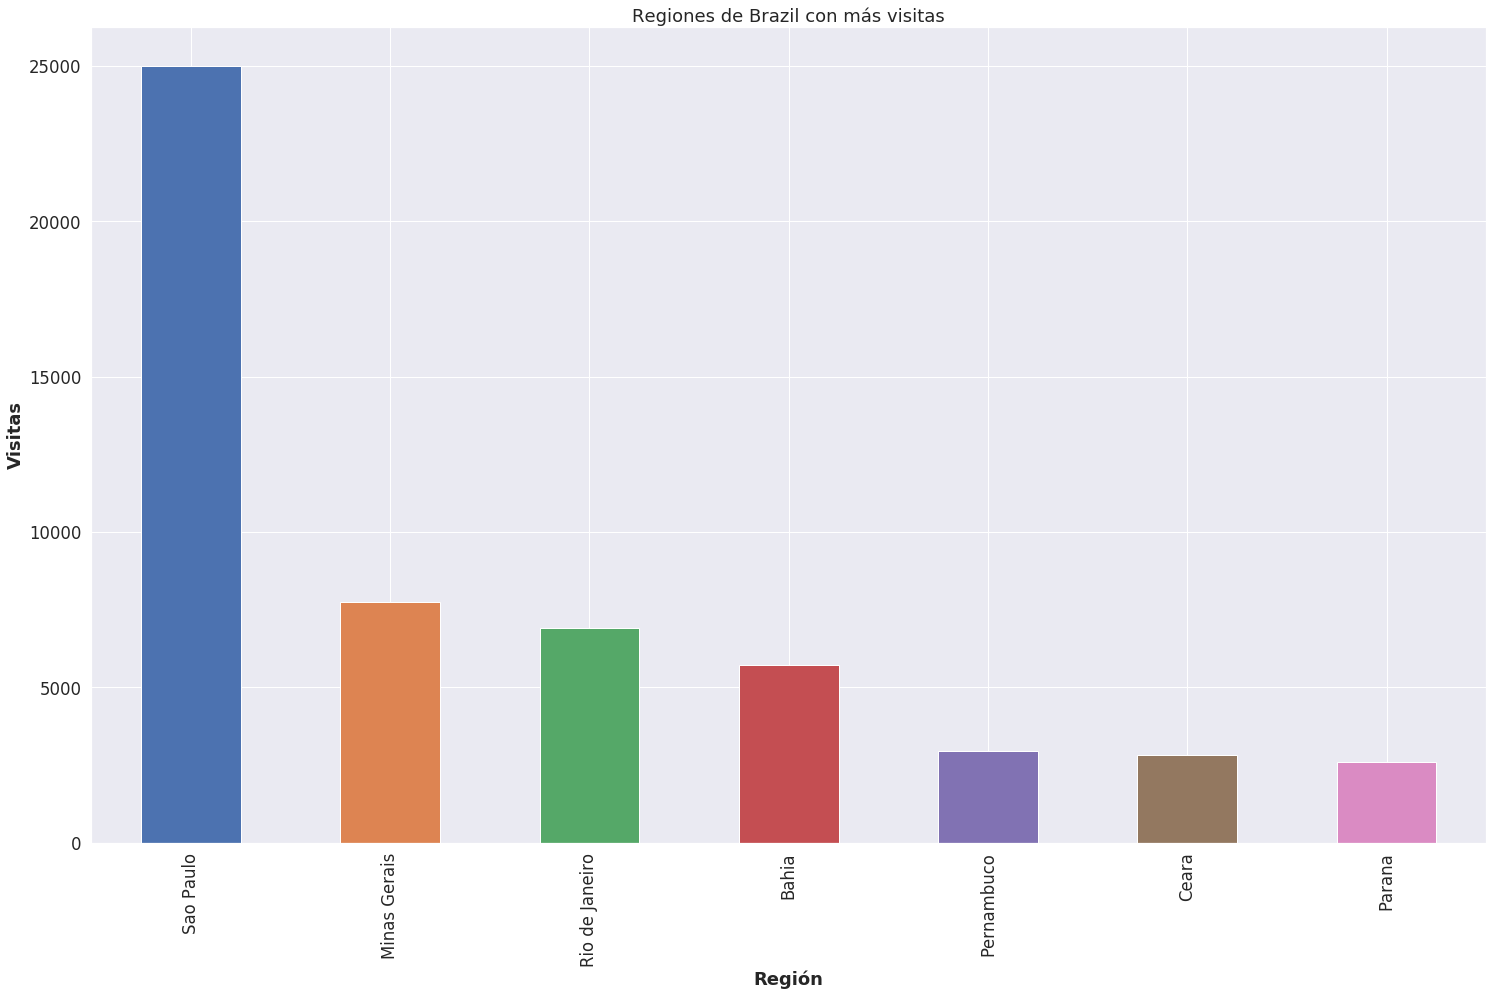 Regiones de Brazil con más visitas
25000
20000
15000
10000
5000
0
Visitas
Sao Paulo
Minas Gerais
Rio de Janeiro
Bahia
Pernambuco
Ceara
Parana
Región